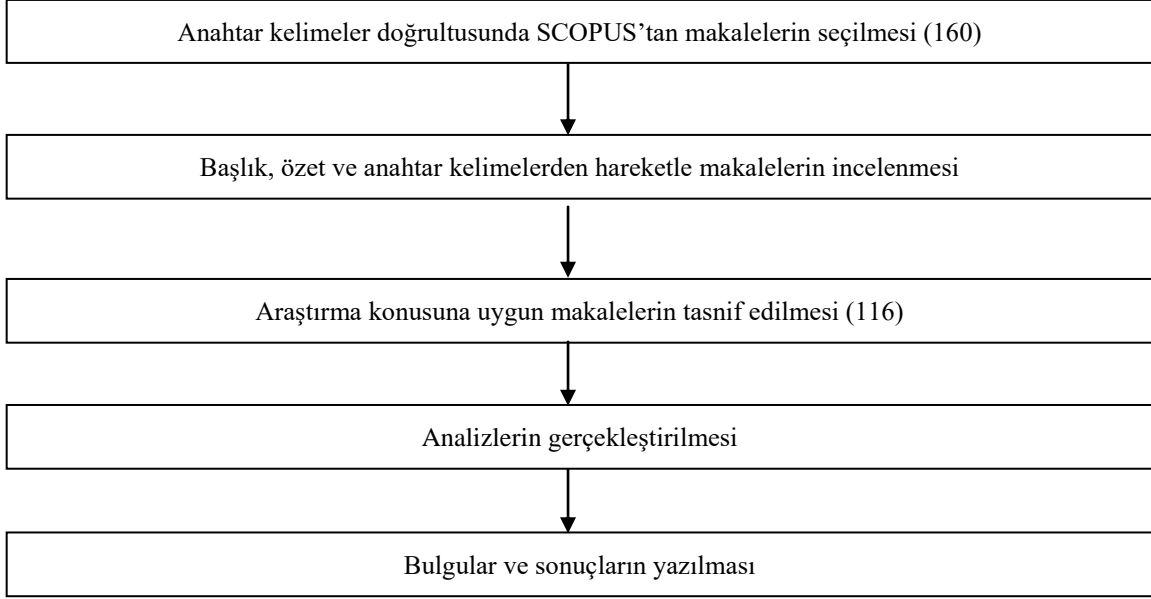 Anahtar kelimeler doğrultusunda SCOPUS’tan makalelerin seçilmesi (160)
Başlık, özet ve anahtar kelimelerden hareketle makalelerin incelenmesi
Araştırma konusuna uygun makalelerin tasnif edilmesi (116)
Analizlerin gerçekleştirilmesi
Bulgular ve sonuçların yazılması